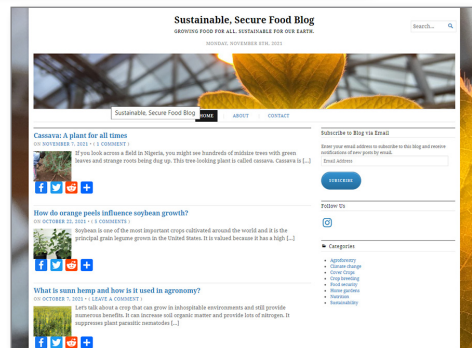 Sustainable, Secure Food Blog
GROWING FOOD FOR ALL. SUSTAINABLE FOR OUR EARTH.
Search...
MONDAY, NOVEMBER 8TH, 2021
Sustainable, Secure Food Blog
HOME
ABOUT
CONTACT
Cassava: A plant for all times
ON NOVEMBER 7, 2021 • ( 1 COMMENT )
If you look across a field in Nigeria, you might see hundreds of midsize trees with green
leaves and strange roots being dug up. This tree-looking plant is called cassava. Cassava is [...]
How do orange peels influence soybean growth?
ON OCTOBER 22, 2021 • ( 3 COMMENTS )
Soybean is one of the most important crops cultivated around the world and it is the
principal grain legume grown in the United States. It is valued because it has a high [...]
What is sunn hemp and how is it used in agronomy?
ON OCTOBER 7, 2021 • ( LEAVE A COMMENT )
Let's talk about a crop that can grow in inhospitable environments and still provide
numerous benefits. It can increase soil organic matter and provide lots of nitrogen. It
suppresses plant parasitic nematodes [...]
Subscribe to Blog via Email
Enter your email address to subscribe to this blog and receive
notifications of new posts by email.
Email Address
SUBSCRIBE
Follow Us
Categories
Agroforestry
Climate change
Cover Crops
Crop breeding
Food security
Home gardens
Nutrition
Sustainability